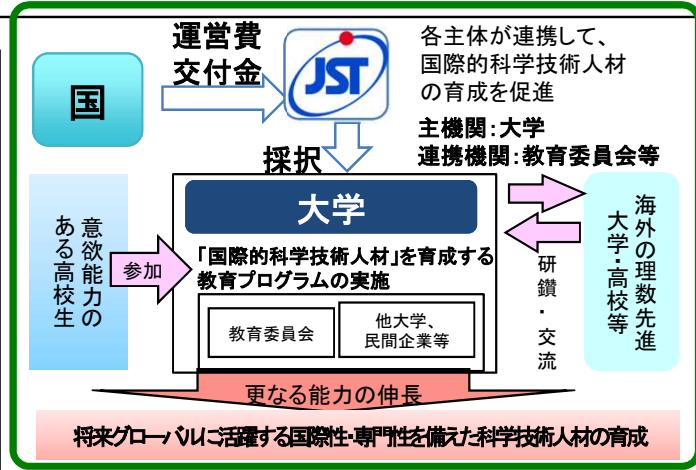 運営費
交付金
国
JST
各主体が連携して、
国際的科学技術人材
の育成を促進
主機関：大学
連携機関：教育委員会等
採択
大学
「国際的科学技術人材」を育成する
教育プログラムの実施
教育委員会
他大学、
民間企業等
意欲能力の
ある高校生
参加
海外の理数先進
大学・高校等
研鑽・交流
更なる能力の伸長
将来グローバルに活躍する国際性・専門性を備えた科学技術人材の育成